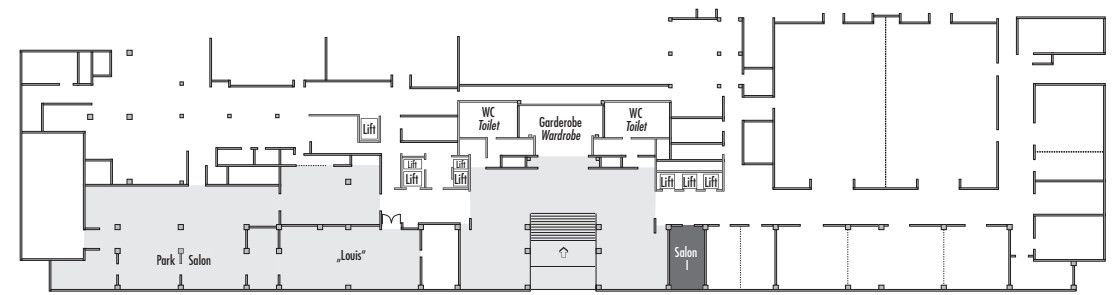 WC
Toilet
Garderobe
Wardrobe
WC
Toilet
Lift
Lift
Lift
Lift
Lift
Lift
Lift
Lift
Park Salon
„Louis“
Salon
I